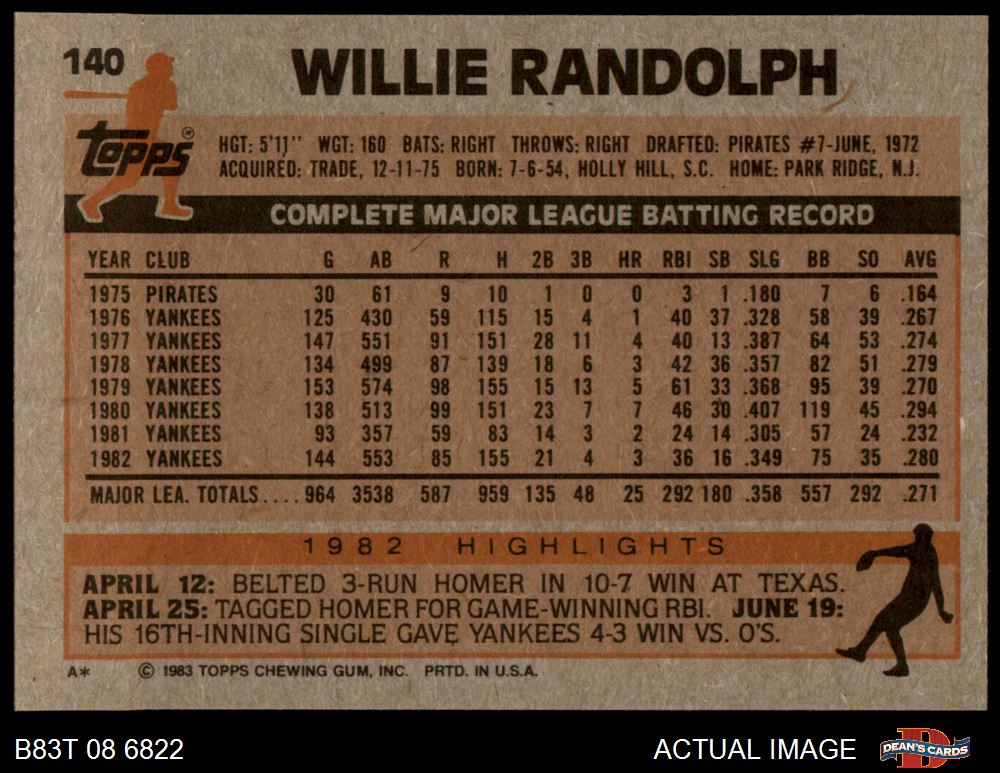 140 WILLIE RANDOLPH
topps®
HGT: 5'11" WGT: 160 BATS: RIGHT THROWS: RIGHT DRAFTED: PIRATES #7-JUNE, 1972
ACQUIRED: TRADE, 12-11-75 BORN: 7-6-54, HOLLY HILL, S.C. HOME: PARK RIDGE, N.J.
COMPLETE MAJOR LEAGUE BATTING RECORD
YEAR CLUB G AB R H 2B 3B HR RBI SB SLG BB SO AVG
1975 PIRATES 30 61 9 10 1 0 0 3 1 .180 7 6 .164
1976 YANKEES 125 430 59 115 15 4 1 40 37 .328 58 39 .267
1977 YANKEES 147 551 91 151 28 11 4 40 13 .387 64 53 .274
1978 YANKEES 134 499 87 139 18 6 3 42 36 .357 82 51 .279
1979 YANKEES 153 574 98 155 15 13 5 61 33 .368 95 39 .270
1980 YANKEES 138 513 99 151 23 7 7 46 30 .407 119 45 .294
1981 YANKEES 93 357 59 83 14 3 2 24 14 .305 57 24 .232
1982 YANKEES 144 553 85 155 21 4 3 36 16 .349 75 35 .280
MAJOR LEA. TOTALS.... 964 3538 587 959 135 48 25 292 180 .358 557 292 .271
1982 HIGHLIGHTS
APRIL 12: BELTED 3-RUN HOMER IN 10-7 WIN AT TEXAS.
APRIL 25: TAGGED HOMER FOR GAME-WINNING RBI. JUNE 19:
HIS 16TH-INNING SINGLE GAVE YANKEES 4-3 WIN VS. O'S.
A* © 1983 TOPPS CHEWING GUM, INC. PRTD. IN U.S.A.
B83T 08 6822 ACTUAL IMAGE DEAN'S CARDS